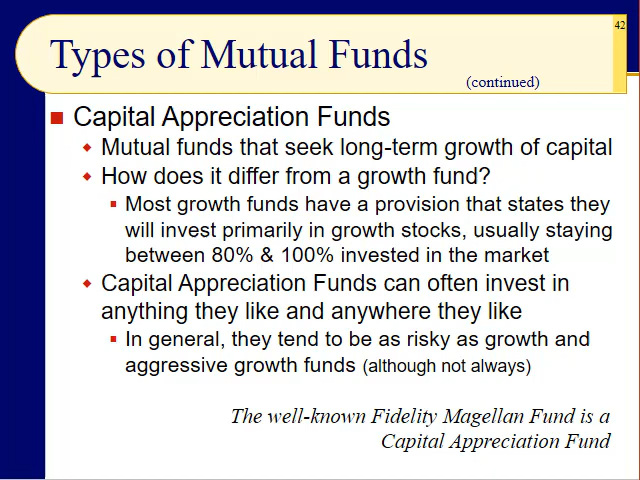 42
Types of Mutual Funds
(continued)
Capital Appreciation Funds
Mutual funds that seek long-term growth of capital
How does it differ from a growth fund?
Most growth funds have a provision that states they
will invest primarily in growth stocks, usually staying
between 80% & 100% invested in the market
Capital Appreciation Funds can often invest in
anything they like and anywhere they like
In general, they tend to be as risky as growth and
aggressive growth funds (although not always)
The well-known Fidelity Magellan Fund is a
Capital Appreciation Fund